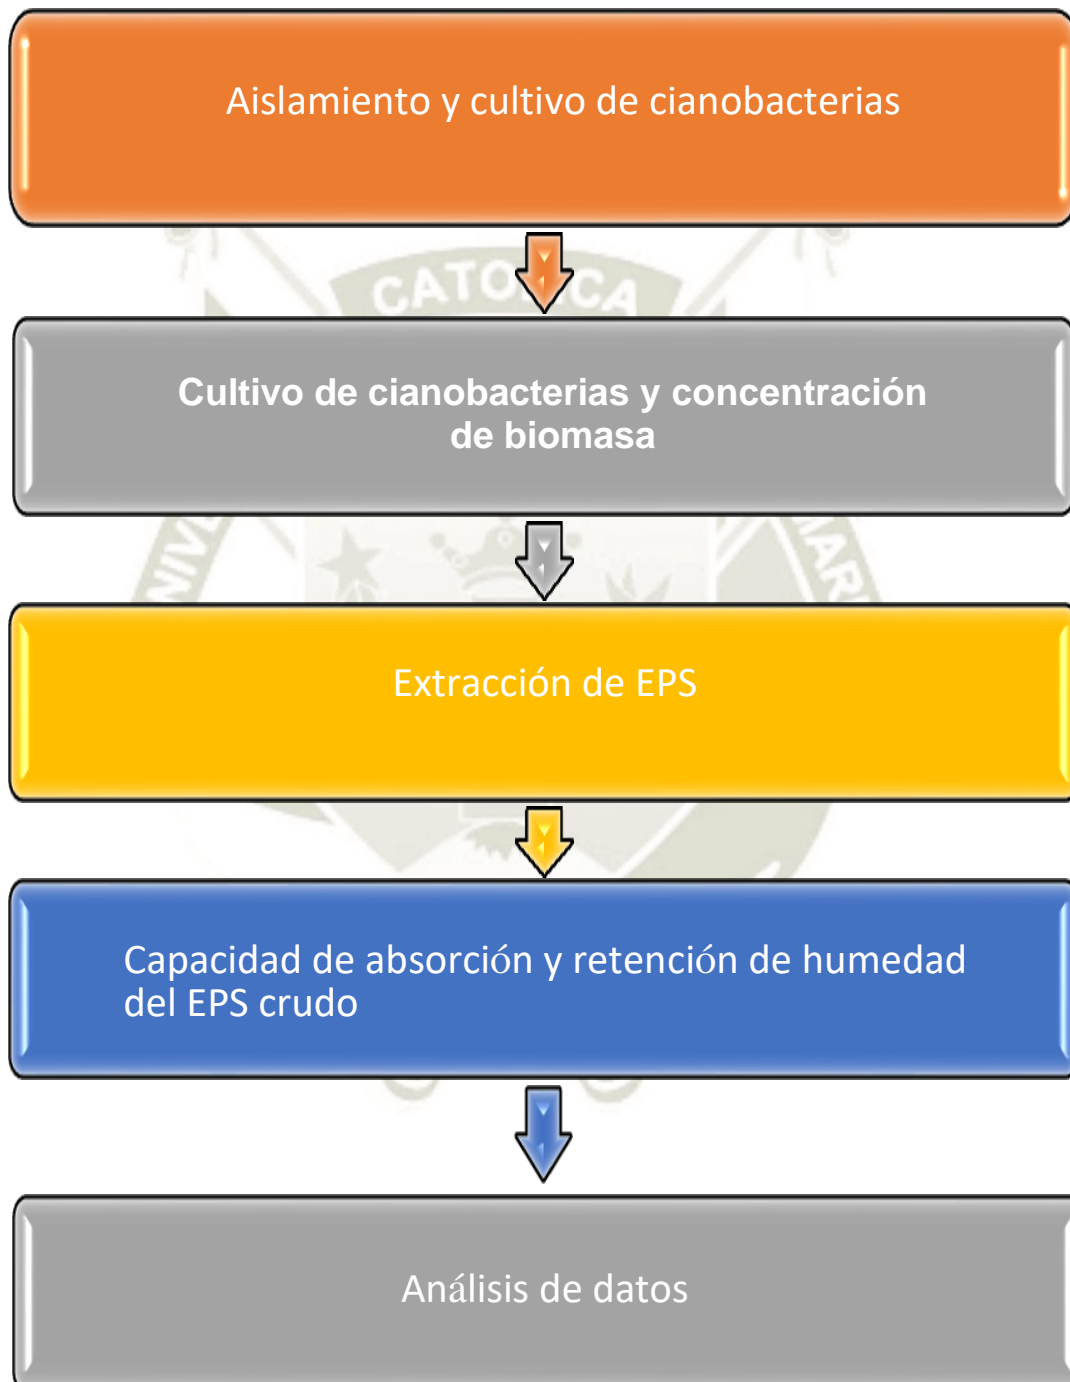 Aislamiento y cultivo de cianobacterias
CATOLICA
Cultivo de cianobacterias y concentración
de biomasa
Extracción de EPS
Capacidad de absorción y retención de humedad
del EPS crudo
Análisis de datos